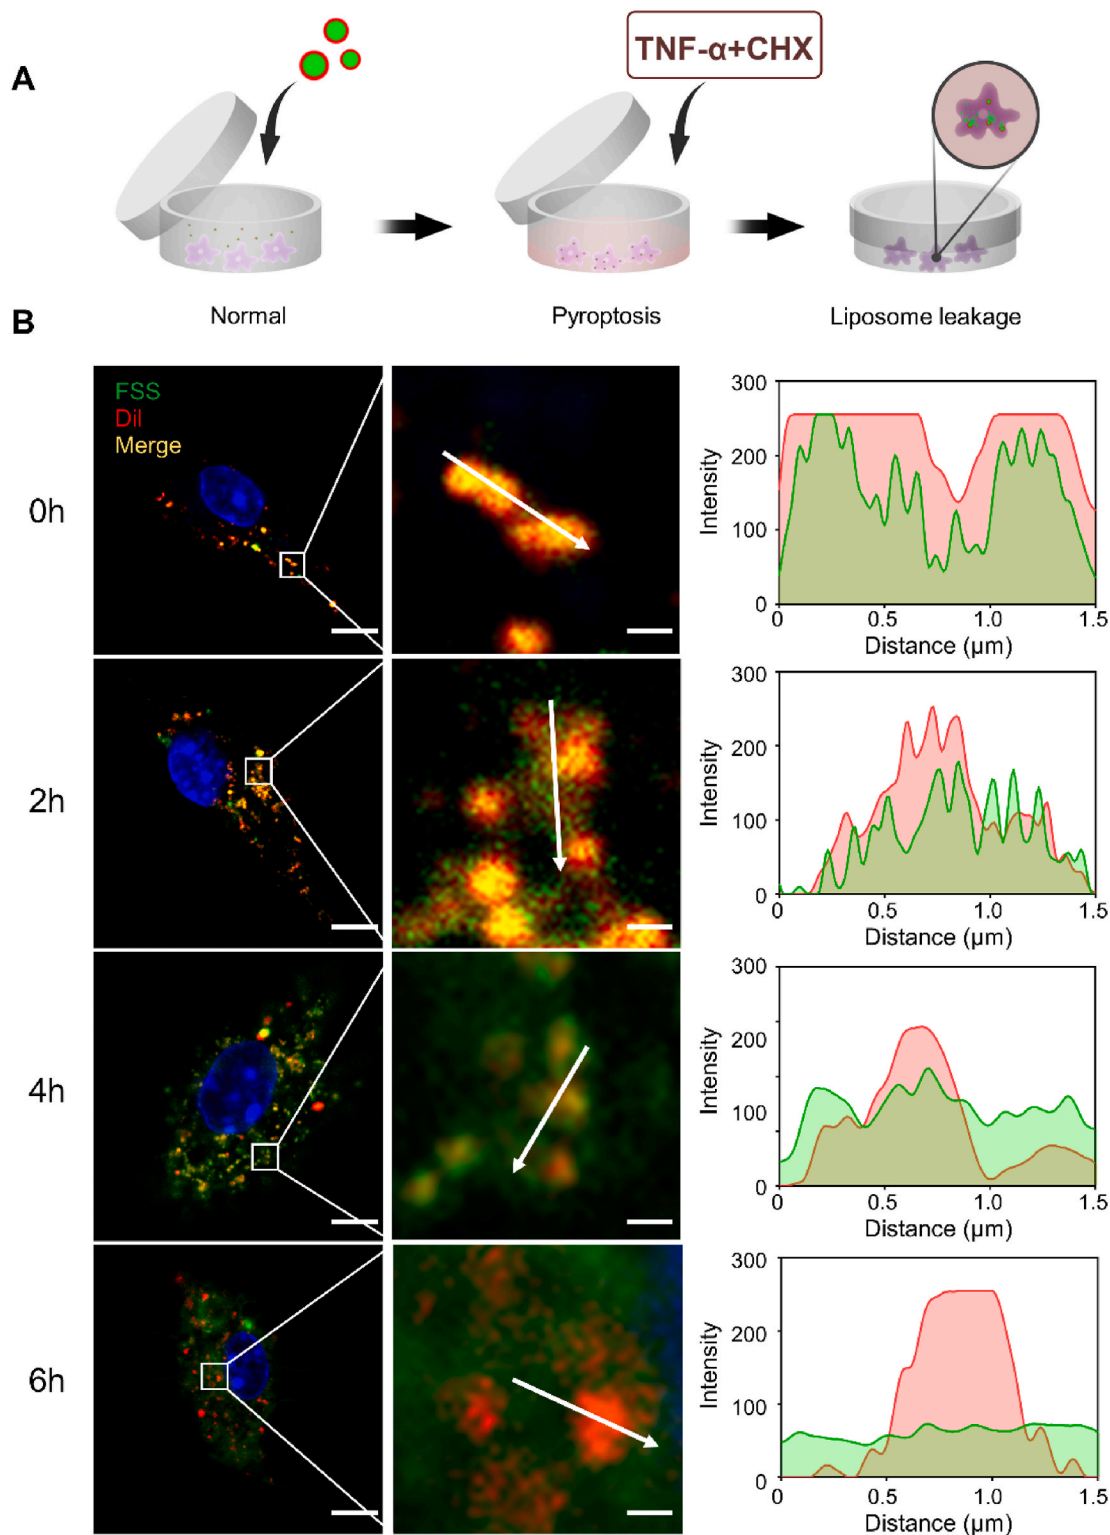 A
TNF-α+CHX
Normal
Pyroptosis
Liposome leakage
B
FSS
Dil
Merge
0h
300
200
100
0
Intensity
0
0.5
1.0
1.5
Distance (µm)
2h
300
200
100
0
Intensity
0
0.5
1.0
1.5
Distance (µm)
4h
300
200
100
0
Intensity
0
0.5
1.0
1.5
Distance (µm)
6h
300
200
100
0
Intensity
0
0.5
1.0
1.5
Distance (µm)